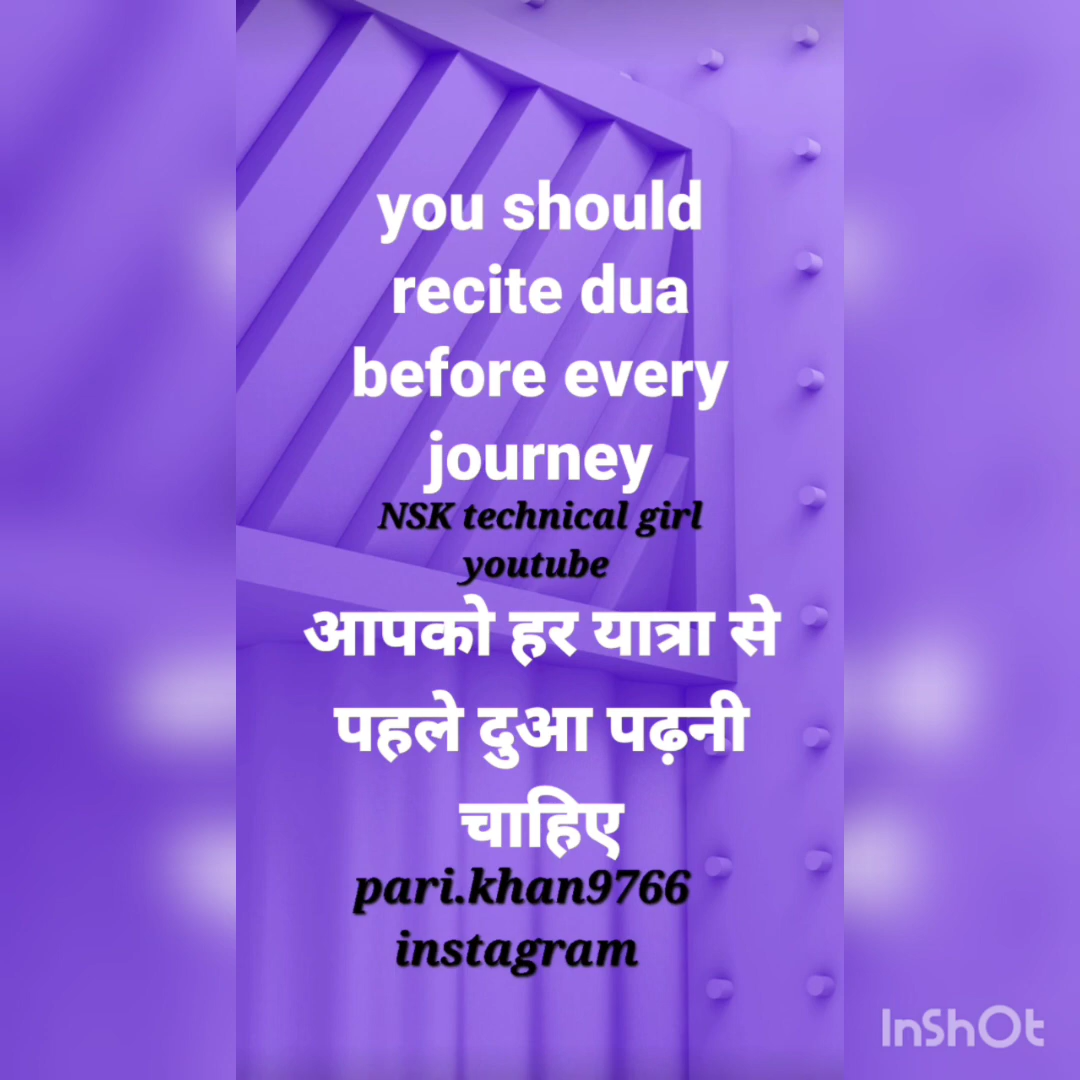 you should
recite dua
before every
journey
NSK technical girl
youtube
आपको हर यात्रा से
पहले दुआ पढ़नी
चाहिए
pari.khan9766
instagram
InShOt